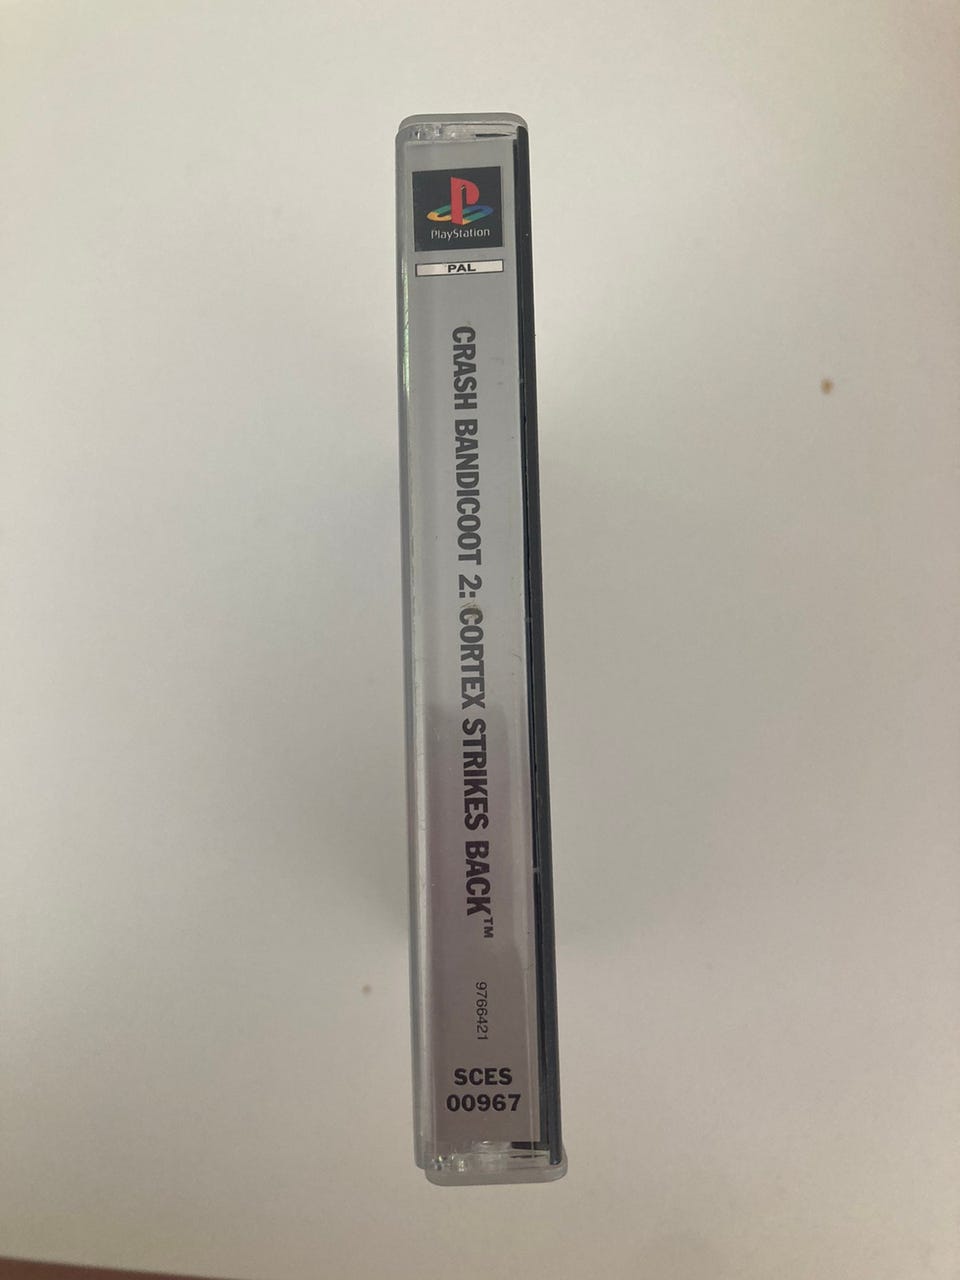 PlayStation
PAL
CRASH BANDICOOT 2: CORTEX STRIKES BACK™
9766421
SCES
00967